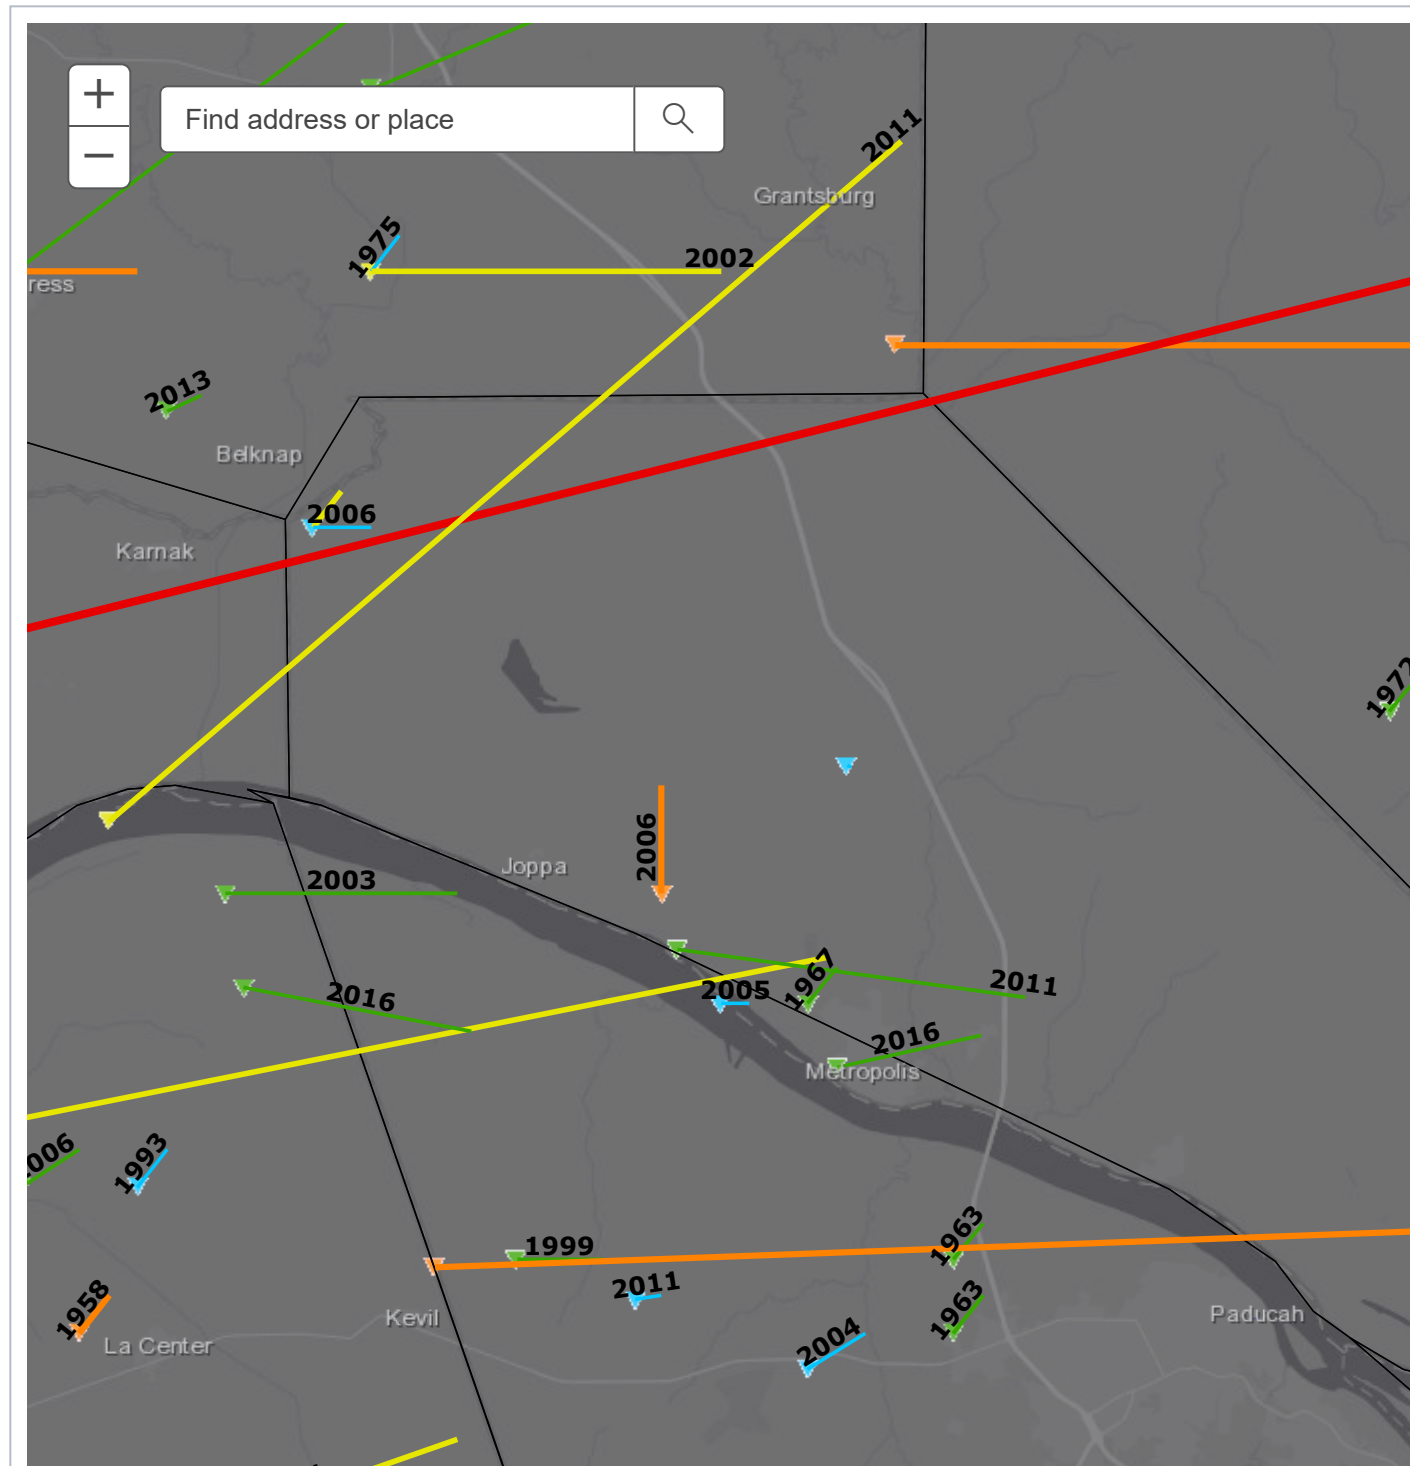 +
Find address or place
−
2011
Grantsburg
1975
2002
ress
2013
Belknap
2006
Karnak
1972
2006
Joppa
2003
1967
2011
2005
2016
2016
Metropolis
006
1993
1963
1999
2011
1958
1963
Kevil
Paducah
2004
La Center